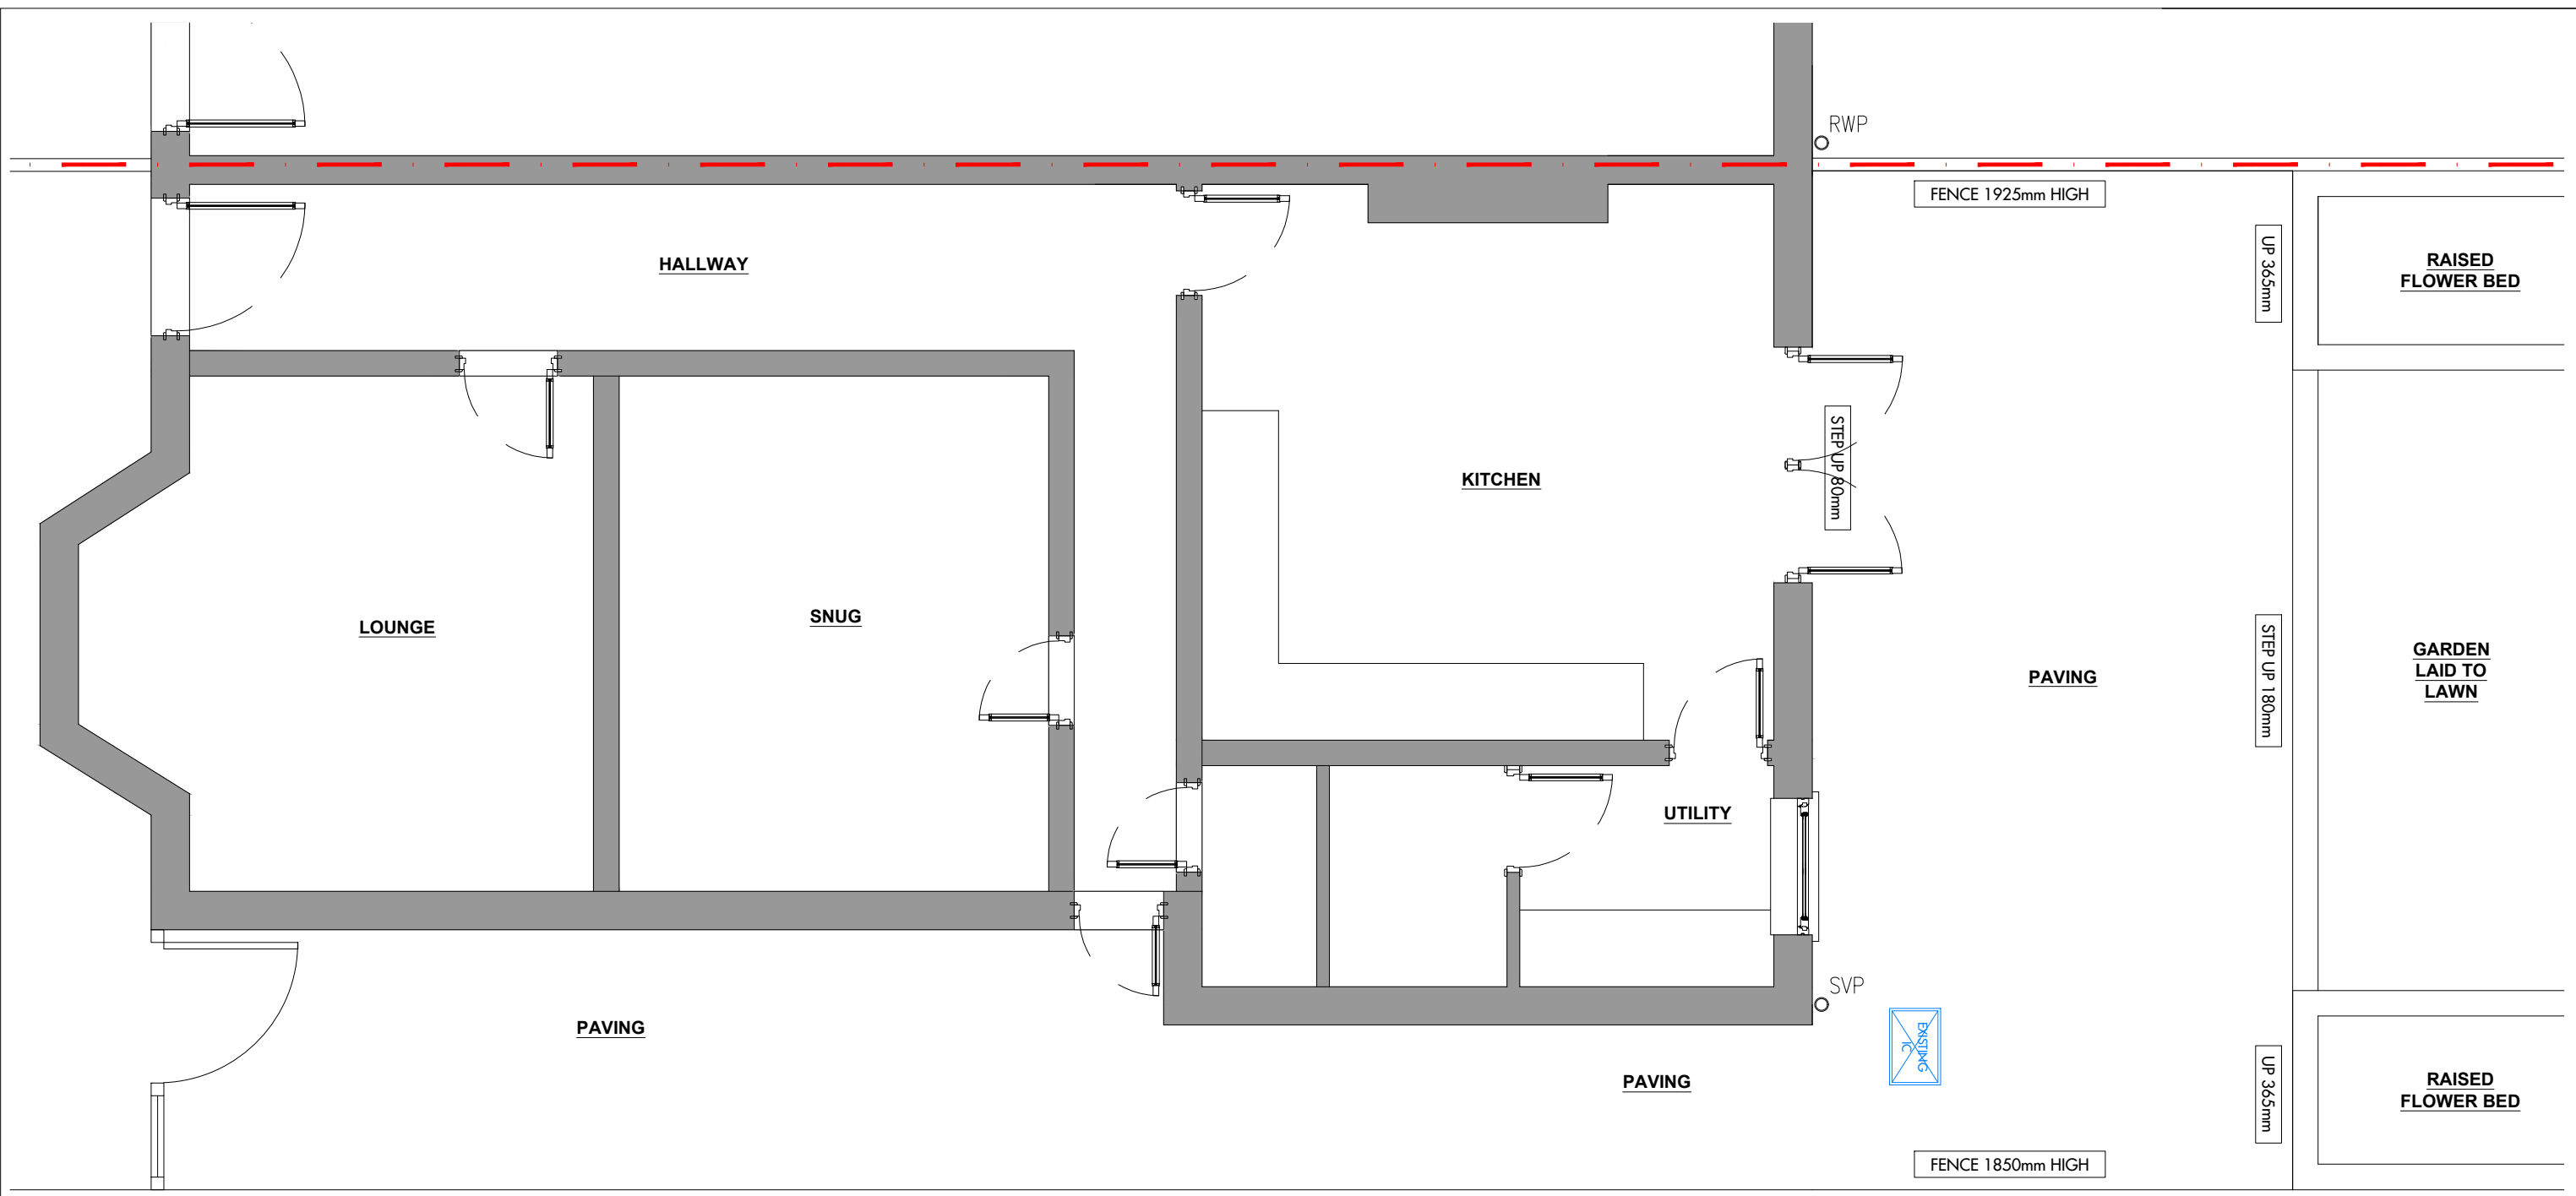 RWP
FENCE 1925mm HIGH
HALLWAY
UP 365mm
RAISED
FLOWER BED
KITCHEN
STEP UP 80mm
LOUNGE
SNUG
PAVING
STEP UP 180mm
GARDEN
LAID TO
LAWN
UTILITY
SVP
PAVING
EXISTING
IC
PAVING
UP 365mm
RAISED
FLOWER BED
FENCE 1850mm HIGH